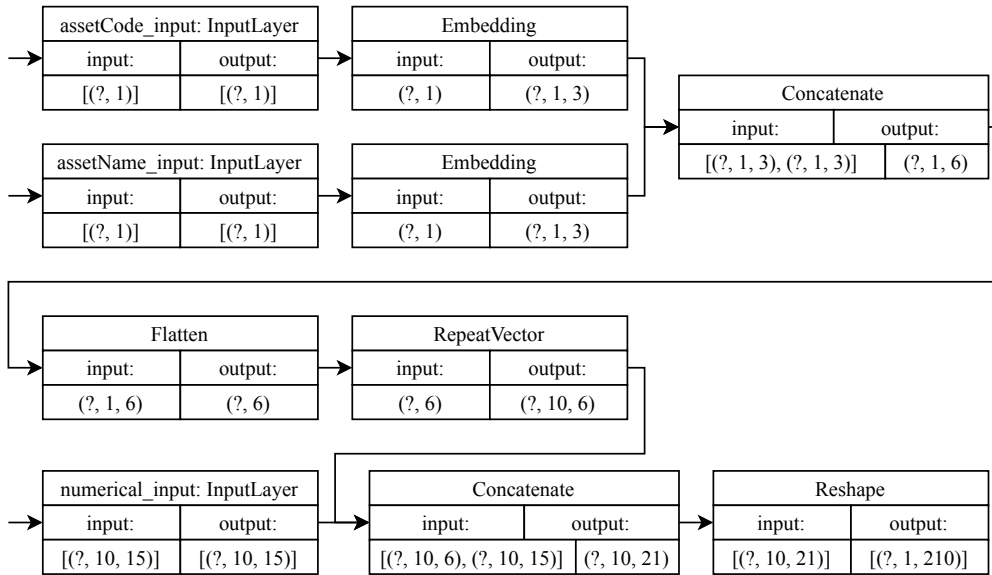 assetCode_input: InputLayer
input: output:
[(?, 1)] [(?, 1)]
Embedding
input: output:
(?, 1) (?, 1, 3)
assetName_input: InputLayer
input: output:
[(?, 1)] [(?, 1)]
Embedding
input: output:
(?, 1) (?, 1, 3)
Concatenate
input: output:
[(?, 1, 3), (?, 1, 3)] (?, 1, 6)
Flatten
input: output:
(?, 1, 6) (?, 6)
RepeatVector
input: output:
(?, 6) (?, 10, 6)
numerical_input: InputLayer
input: output:
[(?, 10, 15)] [(?, 10, 15)]
Concatenate
input: output:
[(?, 10, 6), (?, 10, 15)] (?, 10, 21)
Reshape
input: output:
[(?, 10, 21)] [(?, 1, 210)]